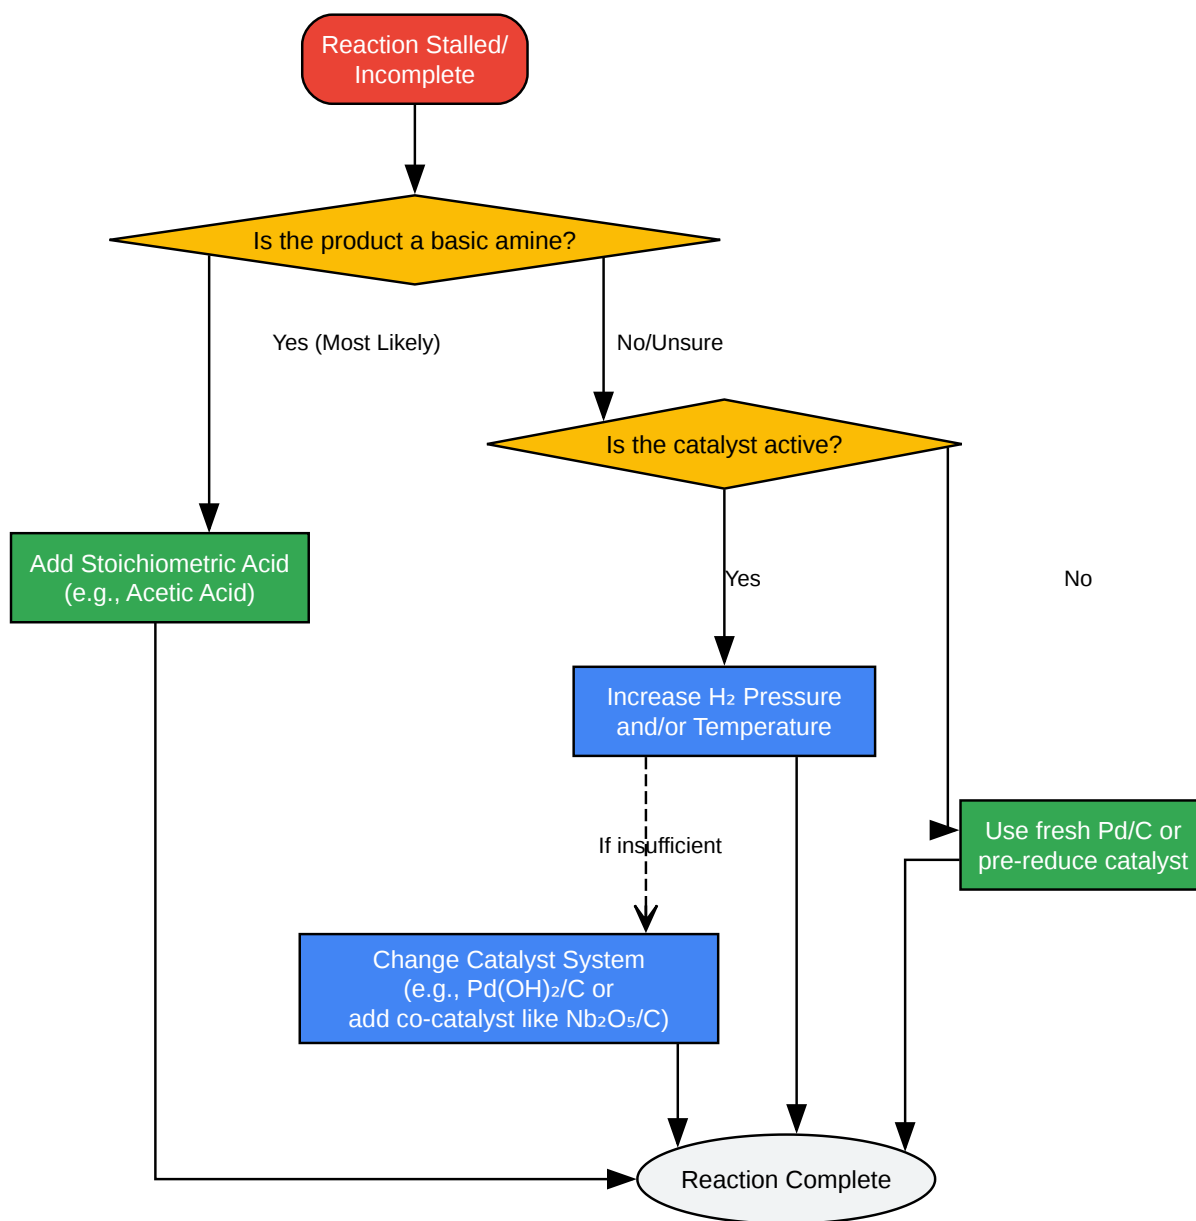 Reaction Stalled/
Incomplete
Is the product a basic amine?
Yes (Most Likely)
No/Unsure
Is the catalyst active?
Add Stoichiometric Acid
(e.g., Acetic Acid)
Yes
No
Increase H₂ Pressure
and/or Temperature
If insufficient
Use fresh Pd/C or
pre-reduce catalyst
Change Catalyst System
(e.g., Pd(OH)₂/C or
add co-catalyst like Nb₂O₅/C)
Reaction Complete